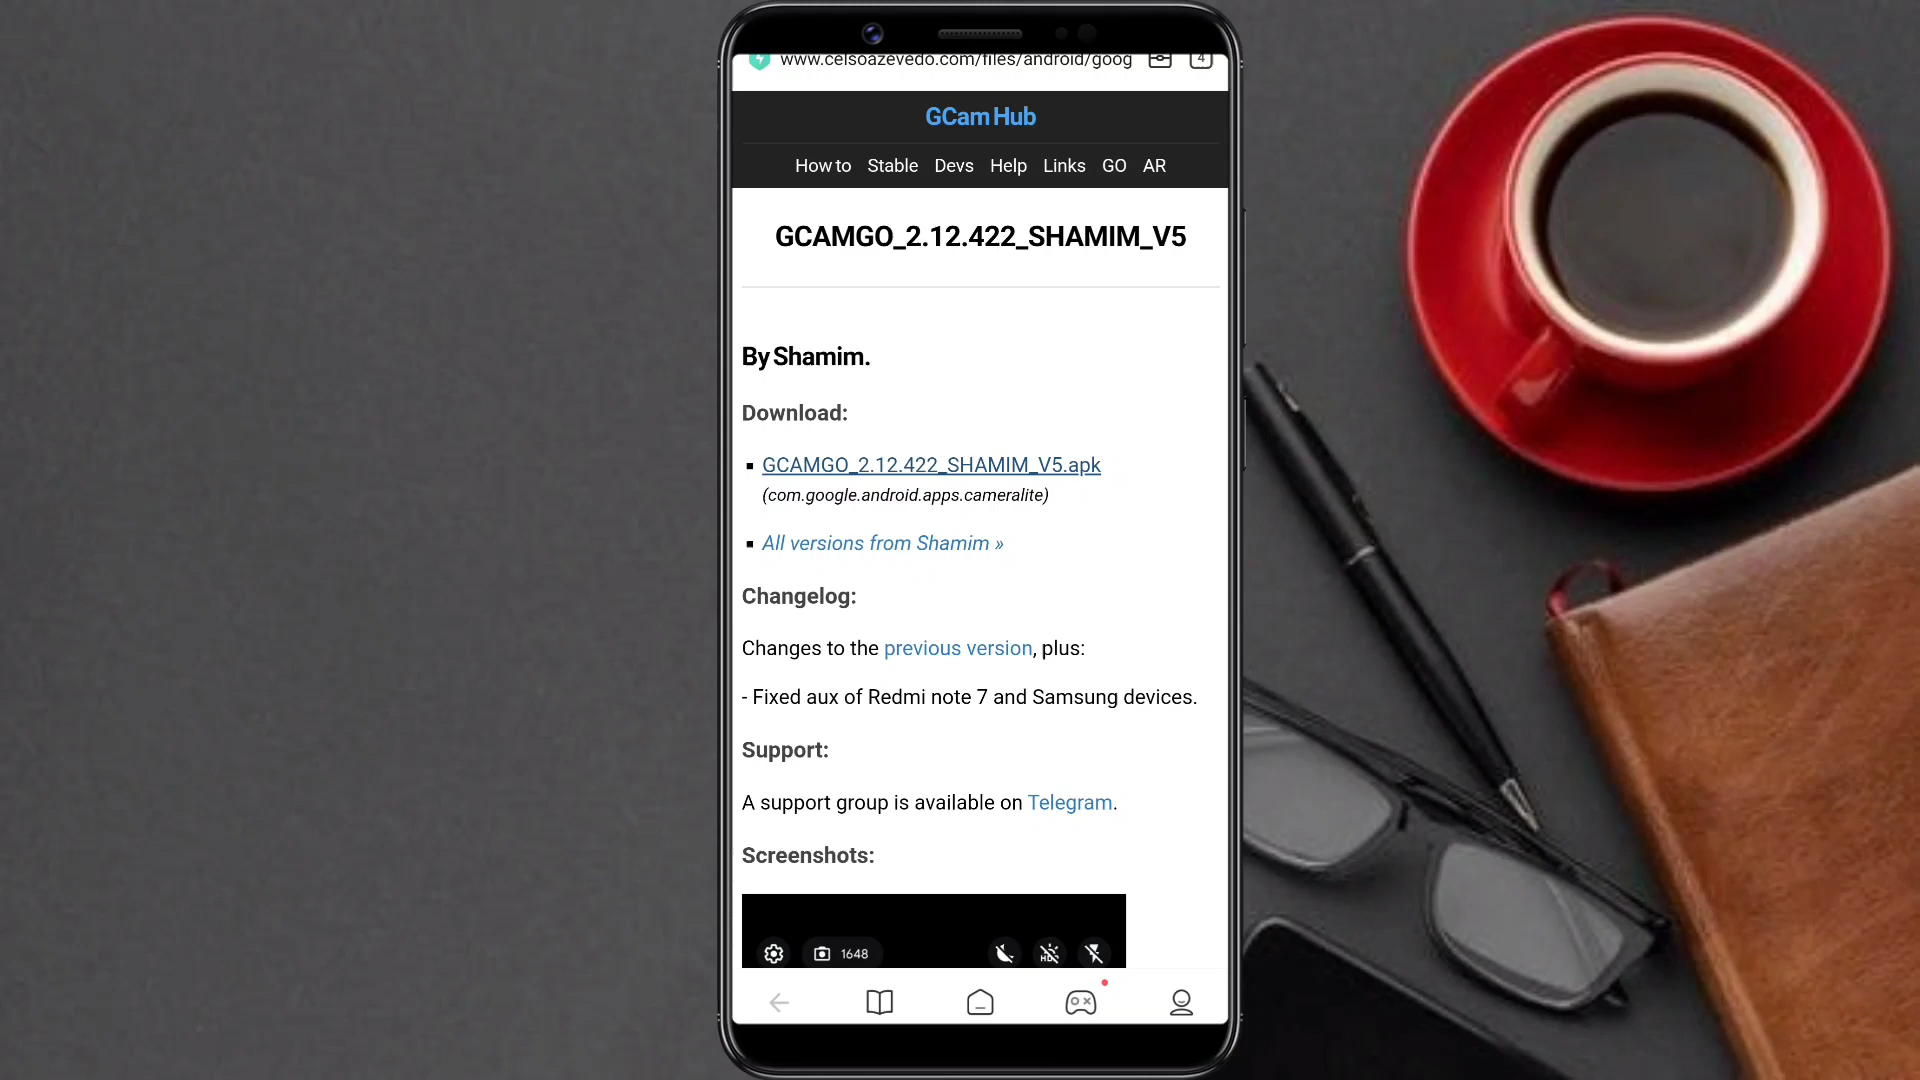 www.celsoazevedo.com/files/android/goog
4
GCam Hub
How to Stable Devs Help Links GO AR
GCAMGO_2.12.422_SHAMIM_V5
By Shamim.
Download:
▪ GCAMGO_2.12.422_SHAMIM_V5.apk
(com.google.android.apps.cameralite)
▪ All versions from Shamim »
Changelog:
Changes to the previous version, plus:
- Fixed aux of Redmi note 7 and Samsung devices.
Support:
A support group is available on Telegram.
Screenshots:
1648